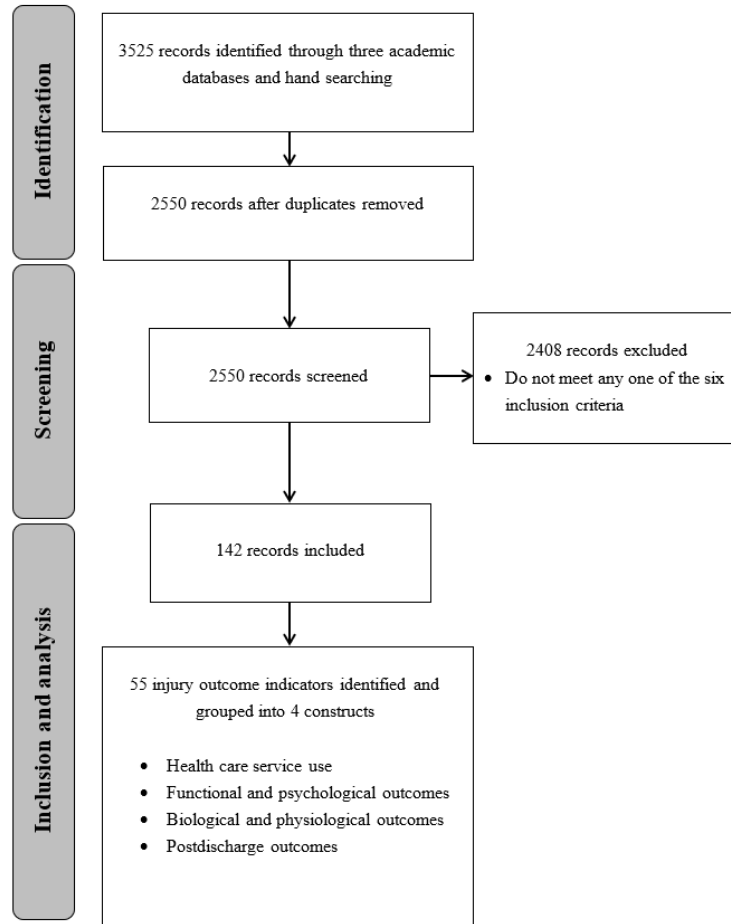 Identification
3525 records identified through three academic
databases and hand searching
2550 records after duplicates removed
Screening
2550 records screened
2408 records excluded
• Do not meet any one of the six
inclusion criteria
Inclusion and analysis
142 records included
55 injury outcome indicators identified and
grouped into 4 constructs
• Health care service use
• Functional and psychological outcomes
• Biological and physiological outcomes
• Postdischarge outcomes